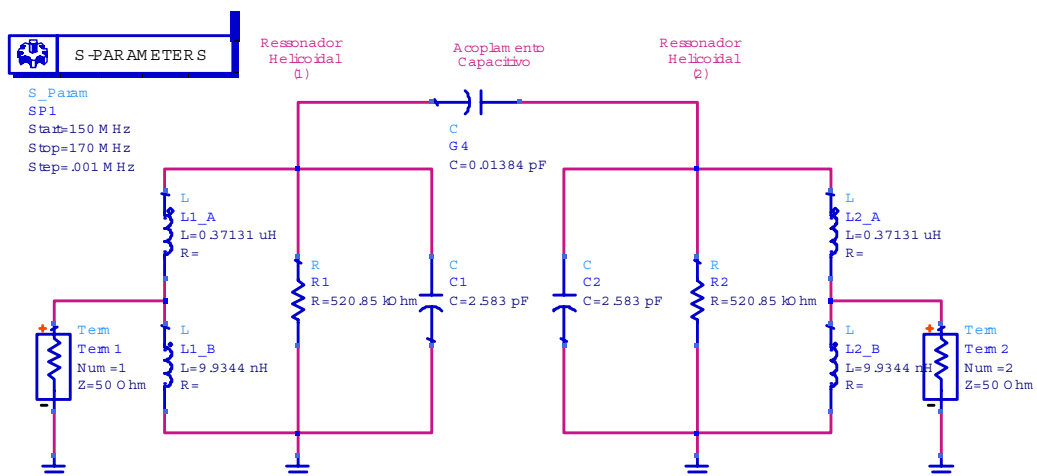 S-PARAMETERS
S_Param
SP1
Start=150 MHz
Stop=170 MHz
Step=.001 MHz
Ressonador
Helicoidal
(1)
Acoplamento
Capacitivo
Ressonador
Helicoidal
(2)
C
G4
C=0.01384 pF
L
L1_A
L=0.37131 uH
R=
R
R1
R=520.85 kOhm
C
C1
C=2.583 pF
C
C2
C=2.583 pF
R
R2
R=520.85 kOhm
L
L2_A
L=0.37131 uH
R=
+
Term
Term1
Num=1
Z=50 Ohm
-
L
L1_B
L=9.9344 nH
R=
L
L2_B
L=9.9344 nH
R=
+
Term
Term2
Num=2
Z=50 Ohm
-